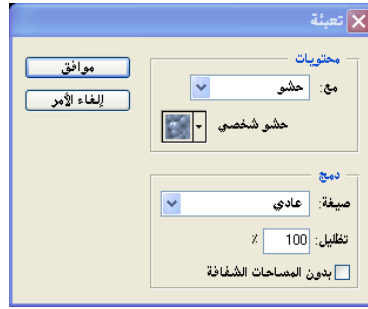 تعبئة
محتويات
مع: حشو
حشو شخصي
موافق
إلغاء الأمر
دمج
صيغة: عادي
تظليل: 100 %
بدون المساحات الشفافة